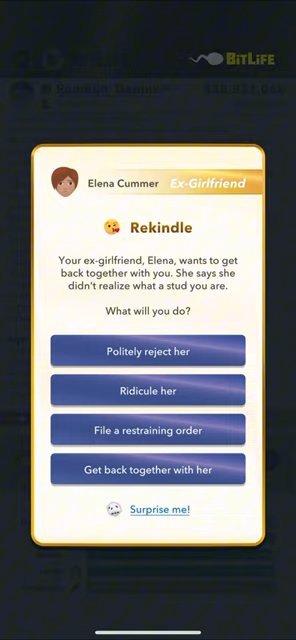 BITLIFE
Elena Cummer
Ex-Girlfriend
Rekindle
Your ex-girlfriend, Elena, wants to get
back together with you. She says she
didn't realize what a stud you are.
What will you do?
Politely reject her
Ridicule her
File a restraining order
Get back together with her
Surprise me!